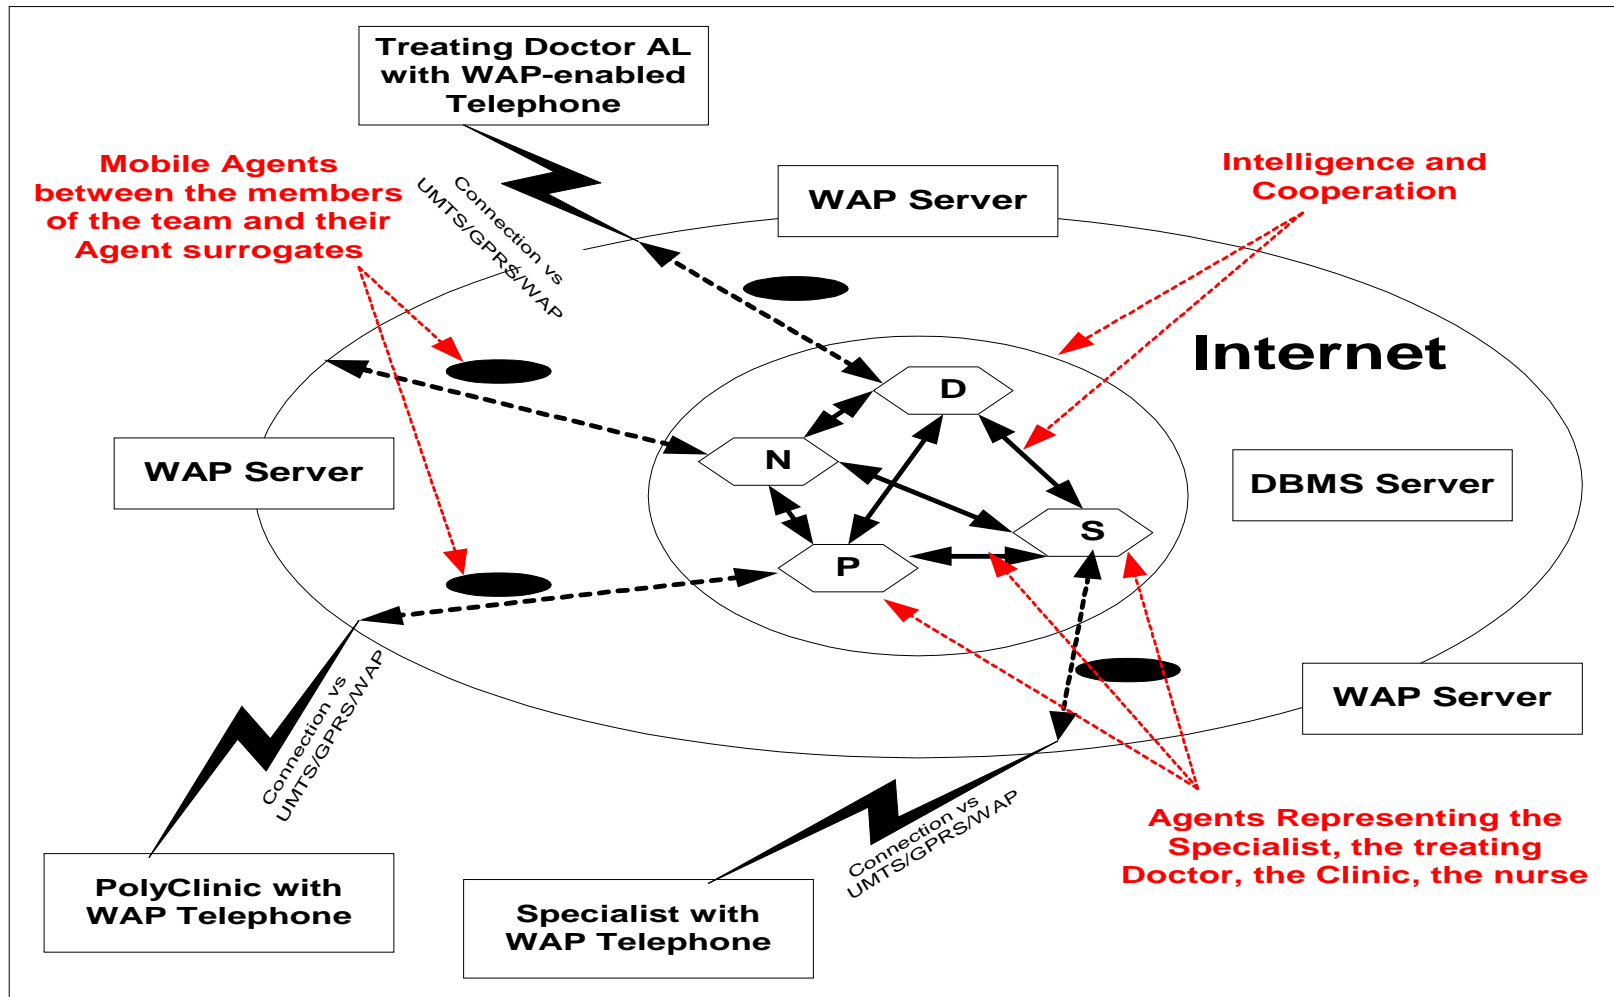 Treating Doctor AL
with WAP-enabled
Telephone
Mobile Agents
between the members
of the team and their
Agent surrogates
Connection vs
UMTS/GPRS/WAP
WAP Server
Intelligence and
Cooperation
Internet
D
N
S
P
WAP Server
DBMS Server
WAP Server
Connection vs
UMTS/GPRS/WAP
Connection vs
UMTS/GPRS/WAP
Agents Representing the
Specialist, the treating
Doctor, the Clinic, the nurse
PolyClinic with
WAP Telephone
Specialist with
WAP Telephone